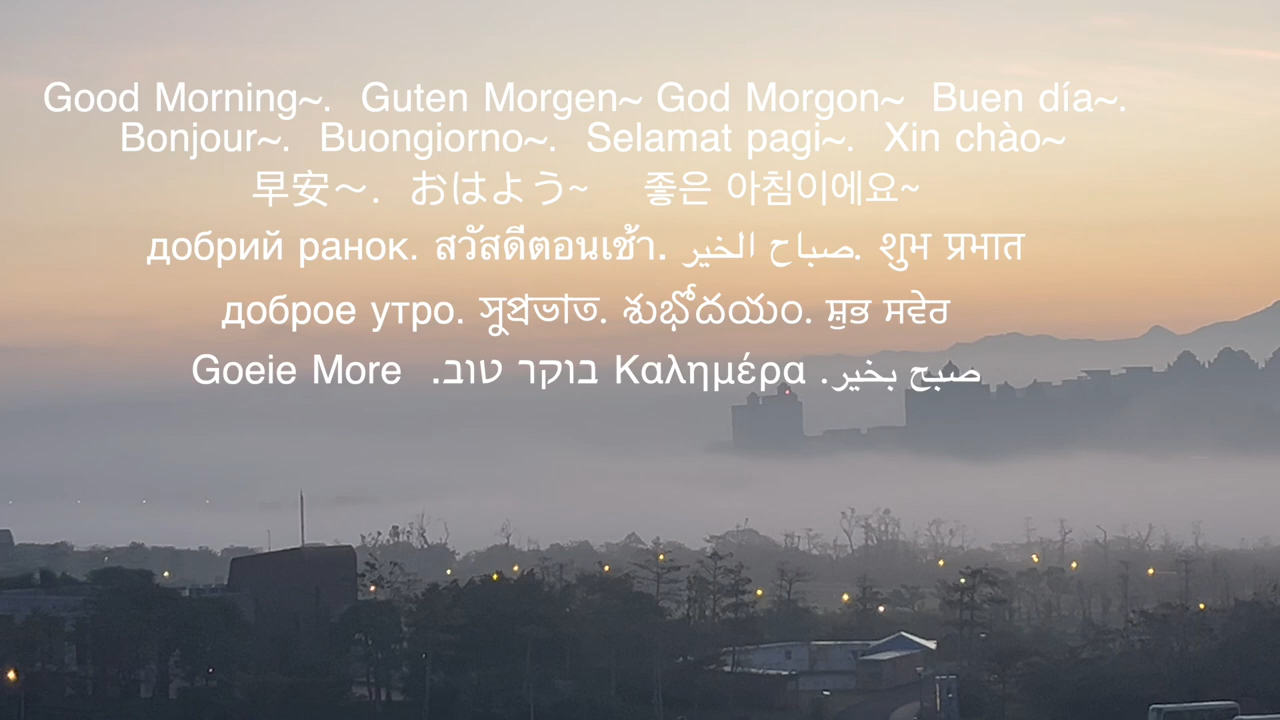 Good Morning~.  Guten Morgen~ God Morgon~  Buen día~.
Bonjour~.  Buongiorno~.  Selamat pagi~.  Xin chào~
早安～.  おはよう~  좋은 아침이에요~
добрий ранок. สวัสดีตอนเช้า. صباح الخير. शुभ प्रभात
доброе утро. সুপ্রভাত. శుభోదయం. ਸ਼ੁਭ ਸਵੇਰ
Goeie More  בוקר טוב. Καλημέρα صبح بخیر.